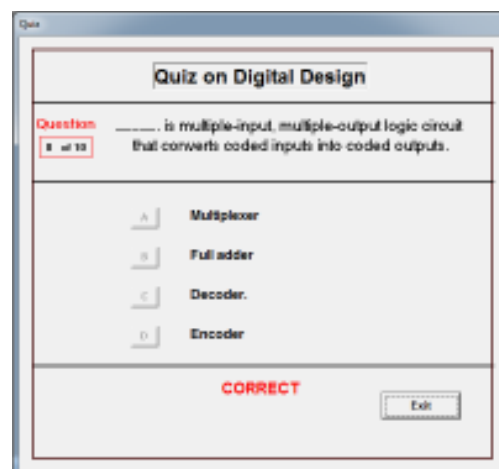 Quiz
Quiz on Digital Design
Question
8 of 10
______. is multiple-input, multiple-output logic circuit
that converts coded inputs into coded outputs.
A Multiplexer
B Full adder
C Decoder.
D Encoder
CORRECT
Exit